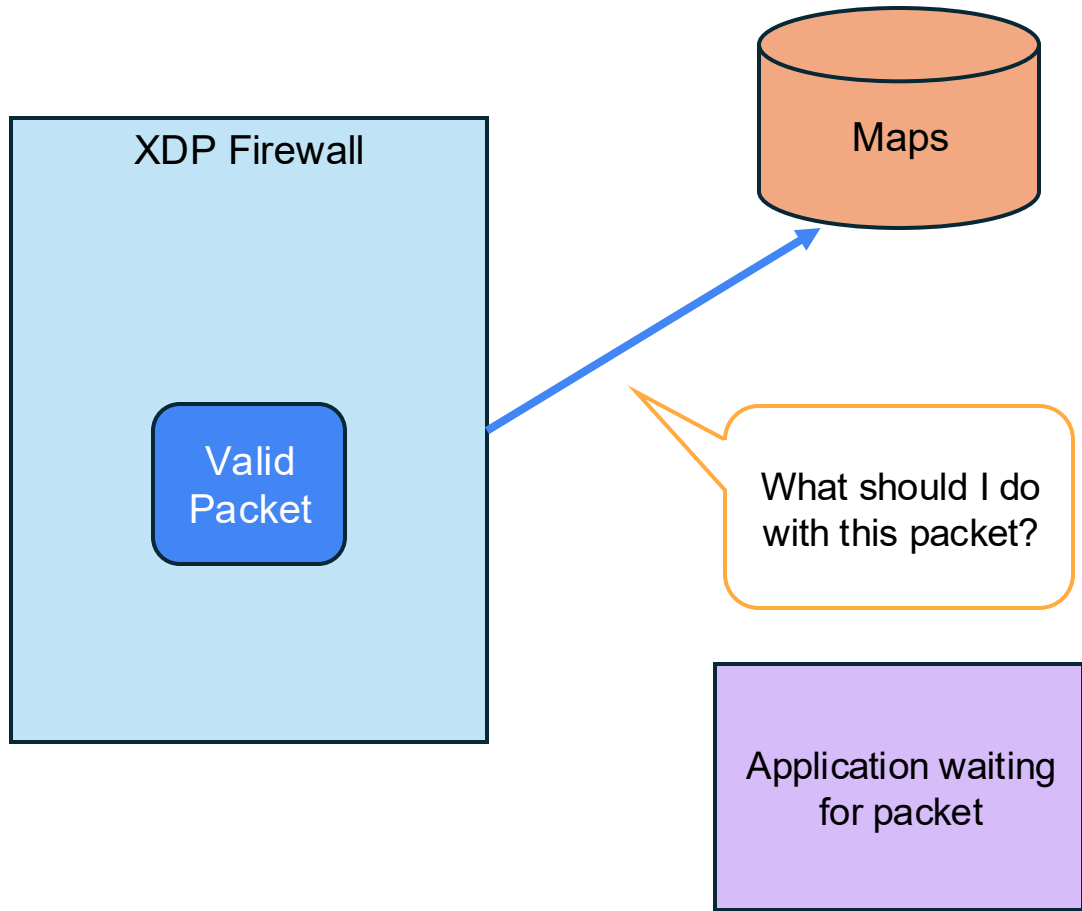 XDP Firewall
Maps
Valid
Packet
What should I do
with this packet?
Application waiting
for packet